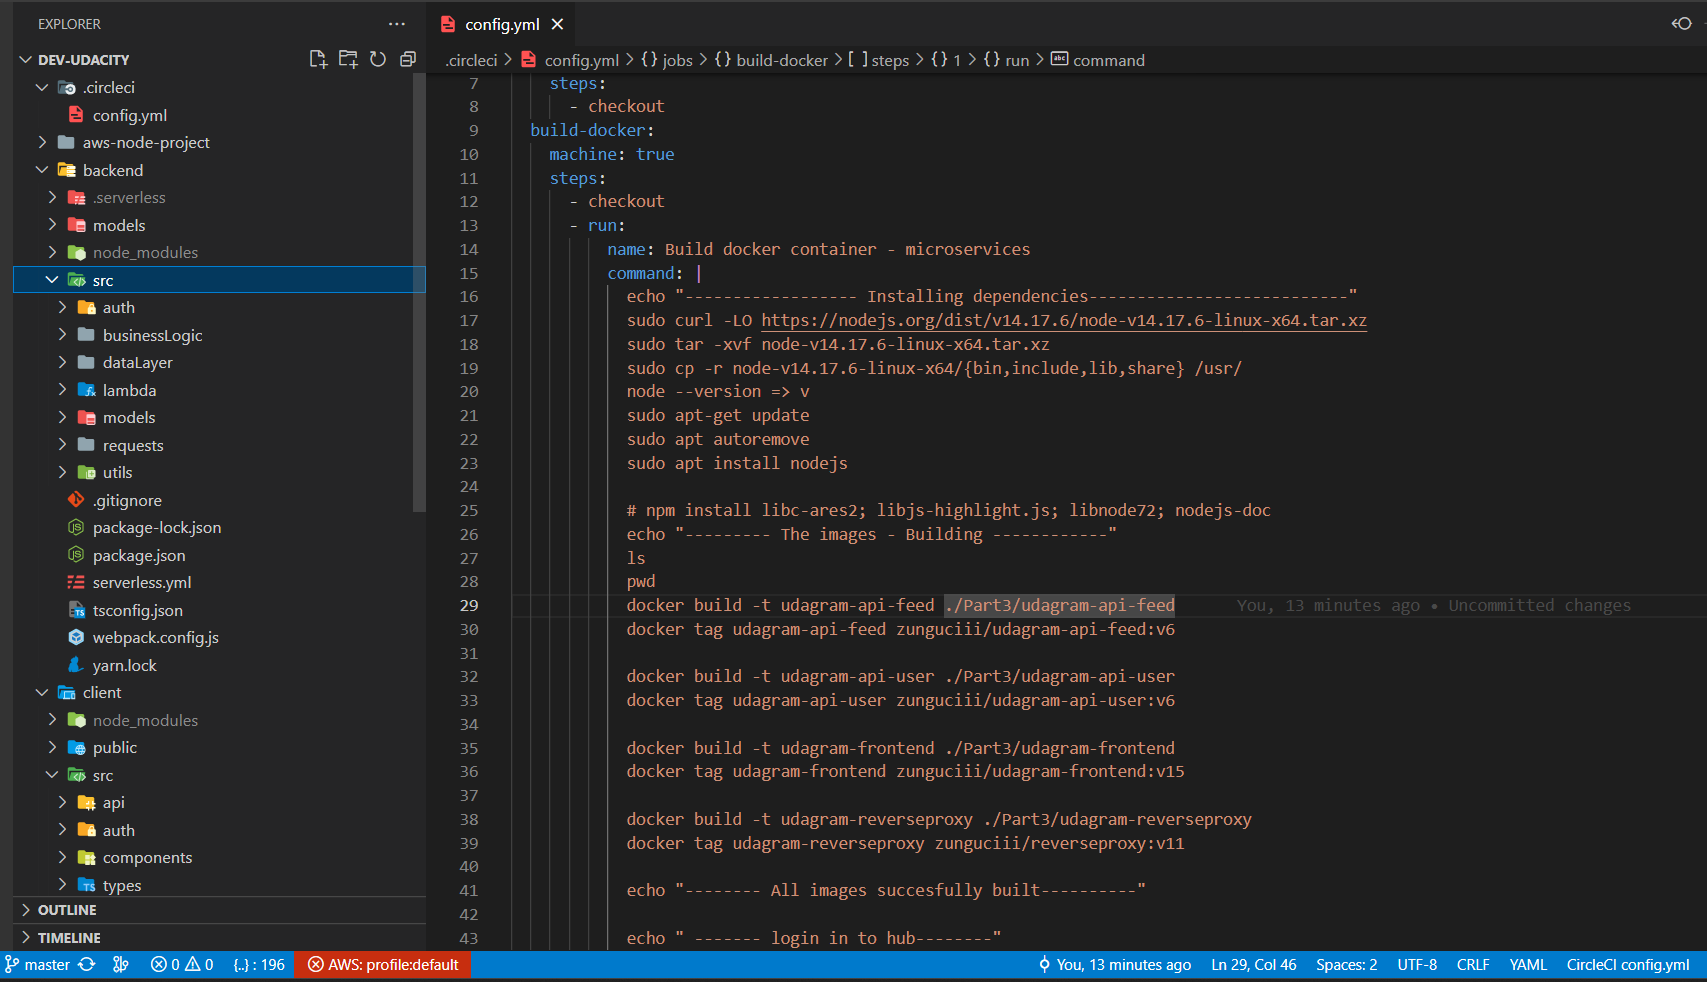 EXPLORER
DEV-UDACITY
.circleci
config.yml
aws-node-project
backend
.serverless
models
node_modules
src
auth
businessLogic
dataLayer
lambda
models
requests
utils
.gitignore
package-lock.json
package.json
serverless.yml
tsconfig.json
webpack.config.js
yarn.lock
client
node_modules
public
src
api
auth
components
types
OUTLINE
TIMELINE
config.yml
.circleci > config.yml > {} jobs > {} build-docker > [ ] steps > {} 1 > {} run > abc command
7 steps:
8 - checkout
9 build-docker:
10 machine: true
11 steps:
12 - checkout
13 - run:
14 name: Build docker container - microservices
15 command: |
16 echo "------------------ Installing dependencies---------------------------"
17 sudo curl -LO https://nodejs.org/dist/v14.17.6/node-v14.17.6-linux-x64.tar.xz
18 sudo tar -xvf node-v14.17.6-linux-x64.tar.xz
19 sudo cp -r node-v14.17.6-linux-x64/{bin,include,lib,share} /usr/
20 node --version => v
21 sudo apt-get update
22 sudo apt autoremove
23 sudo apt install nodejs
24
25 # npm install libc-ares2; libjs-highlight.js; libnode72; nodejs-doc
26 echo "--------- The images - Building ------------"
27 ls
28 pwd
29 docker build -t udagram-api-feed ./Part3/udagram-api-feed You, 13 minutes ago • Uncommitted changes
30 docker tag udagram-api-feed zunguciii/udagram-api-feed:v6
31
32 docker build -t udagram-api-user ./Part3/udagram-api-user
33 docker tag udagram-api-user zunguciii/udagram-api-user:v6
34
35 docker build -t udagram-frontend ./Part3/udagram-frontend
36 docker tag udagram-frontend zunguciii/udagram-frontend:v15
37
38 docker build -t udagram-reverseproxy ./Part3/udagram-reverseproxy
39 docker tag udagram-reverseproxy zunguciii/reverseproxy:v11
40
41 echo "-------- All images succesfully built----------"
42
43 echo " ------- login in to hub--------"
master 0 0 {..} : 196 AWS: profile:default You, 13 minutes ago Ln 29, Col 46 Spaces: 2 UTF-8 CRLF YAML CircleCI config.yml